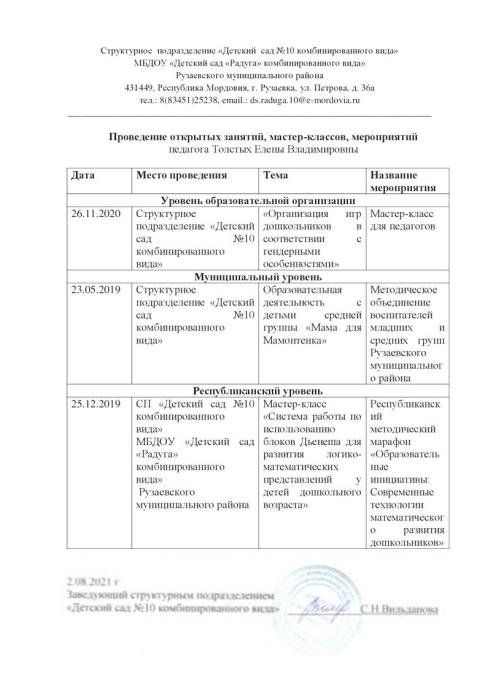 Структурное подразделение «Детский сад №10 комбинированного вида»
МБДОУ «Детский сад «Радуга» комбинированного вида»
Рузаевского муниципального района
431449, Республика Мордовия, г. Рузаевка, ул. Петрова, д. 36а
тел.: 8(83451)25238, email.: ds.raduga.10@e-mordovia.ru
Проведение открытых занятий, мастер-классов, мероприятий
педагога Толстых Елены Владимировны
Дата Место проведения Тема Название
мероприятия
Уровень образовательной организации
26.11.2020 Структурное «Организация игр Мастер-класс
подразделение «Детский дошкольников в для педагогов
сад №10 соответствии с
комбинированного гендерными
вида» особенностями»
Муниципальный уровень
23.05.2019 Структурное Образовательная Методическое
подразделение «Детский деятельность с объединение
сад №10 детьми средней воспитателей
комбинированного группы «Мама для младших и
вида» Мамонтенка» средних групп
Рузаевского
муниципальног
о района
Республиканский уровень
25.12.2019 СП «Детский сад №10 Мастер-класс Республиканск
комбинированного «Система работы по ий
вида» использованию методический
МБДОУ «Детский сад блоков Дьенеша для марафон
«Радуга» развития логико- «Образователь
комбинированного математических ные
вида» представлений у инициативы:
Рузаевского детей дошкольного Современные
муниципального района возраста» технологии
математическог
о развития
дошкольников»
2.08.2021 г
Заведующий структурным подразделением
«Детский сад №10 комбинированного вида» С.Н.Вильданова